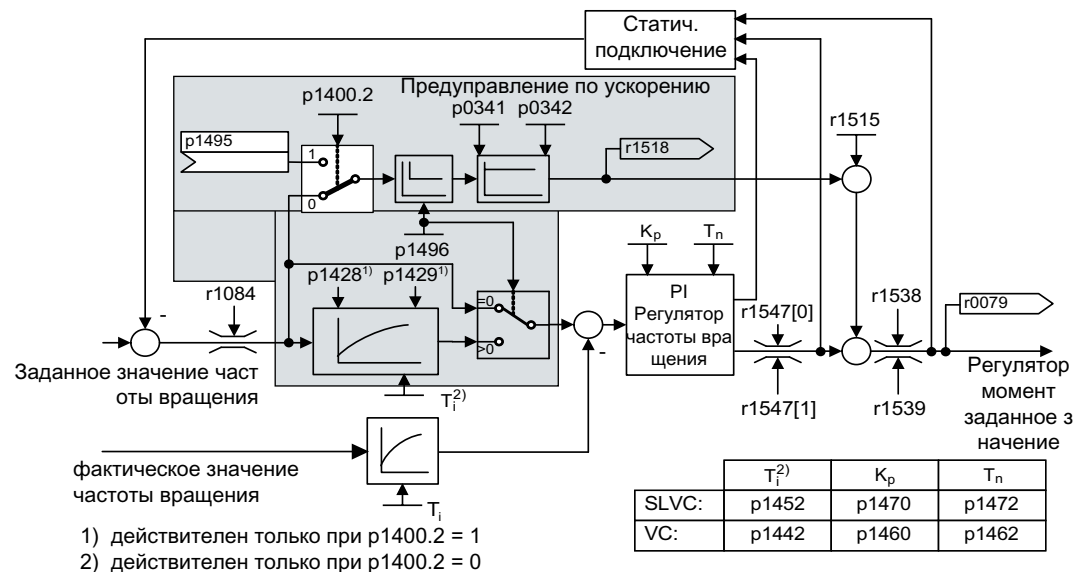 Статич.
подключение
Предуправление по ускорению
p1400.2
p0341
p0342
r1515
p1495
r1518
1
0
p1496
Kp
Tn
p1428¹⁾
p1429¹⁾
r1084
=0
>0
PI
Регулятор
частоты вра
щения
r1547[0]
r1538
r0079
-
-
Заданное значение част
оты вращения
Ti²⁾
r1547[1]
r1539
Регулятор
момент
заданное з
начение
фактическое значение
частоты вращения
Ti
Ti²⁾ Kp Tn
SLVC: p1452 p1470 p1472
VC: p1442 p1460 p1462
1) действителен только при p1400.2 = 1
2) действителен только при p1400.2 = 0